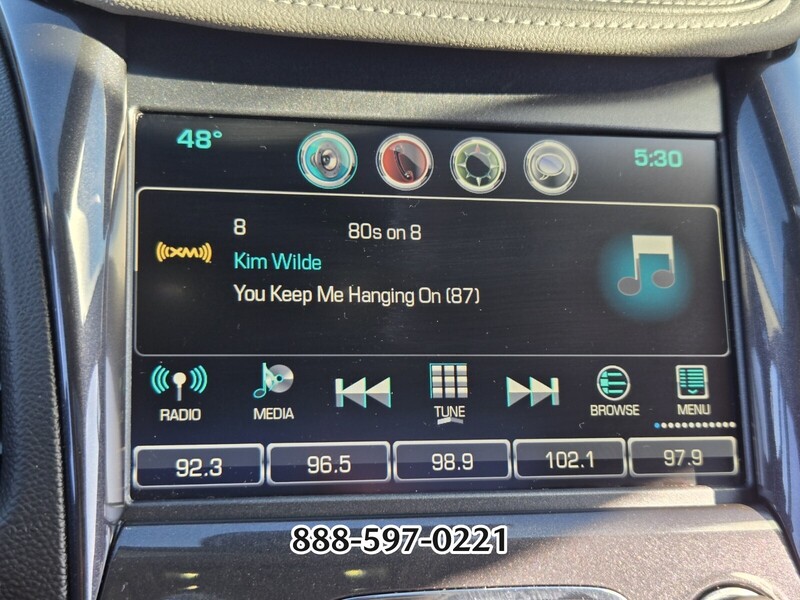 48° 5:30
8 80s on 8
XM
Kim Wilde
You Keep Me Hanging On (87)
RADIO MEDIA TUNE BROWSE MENU
92.3 96.5 98.9 102.1 97.9
888-597-0221